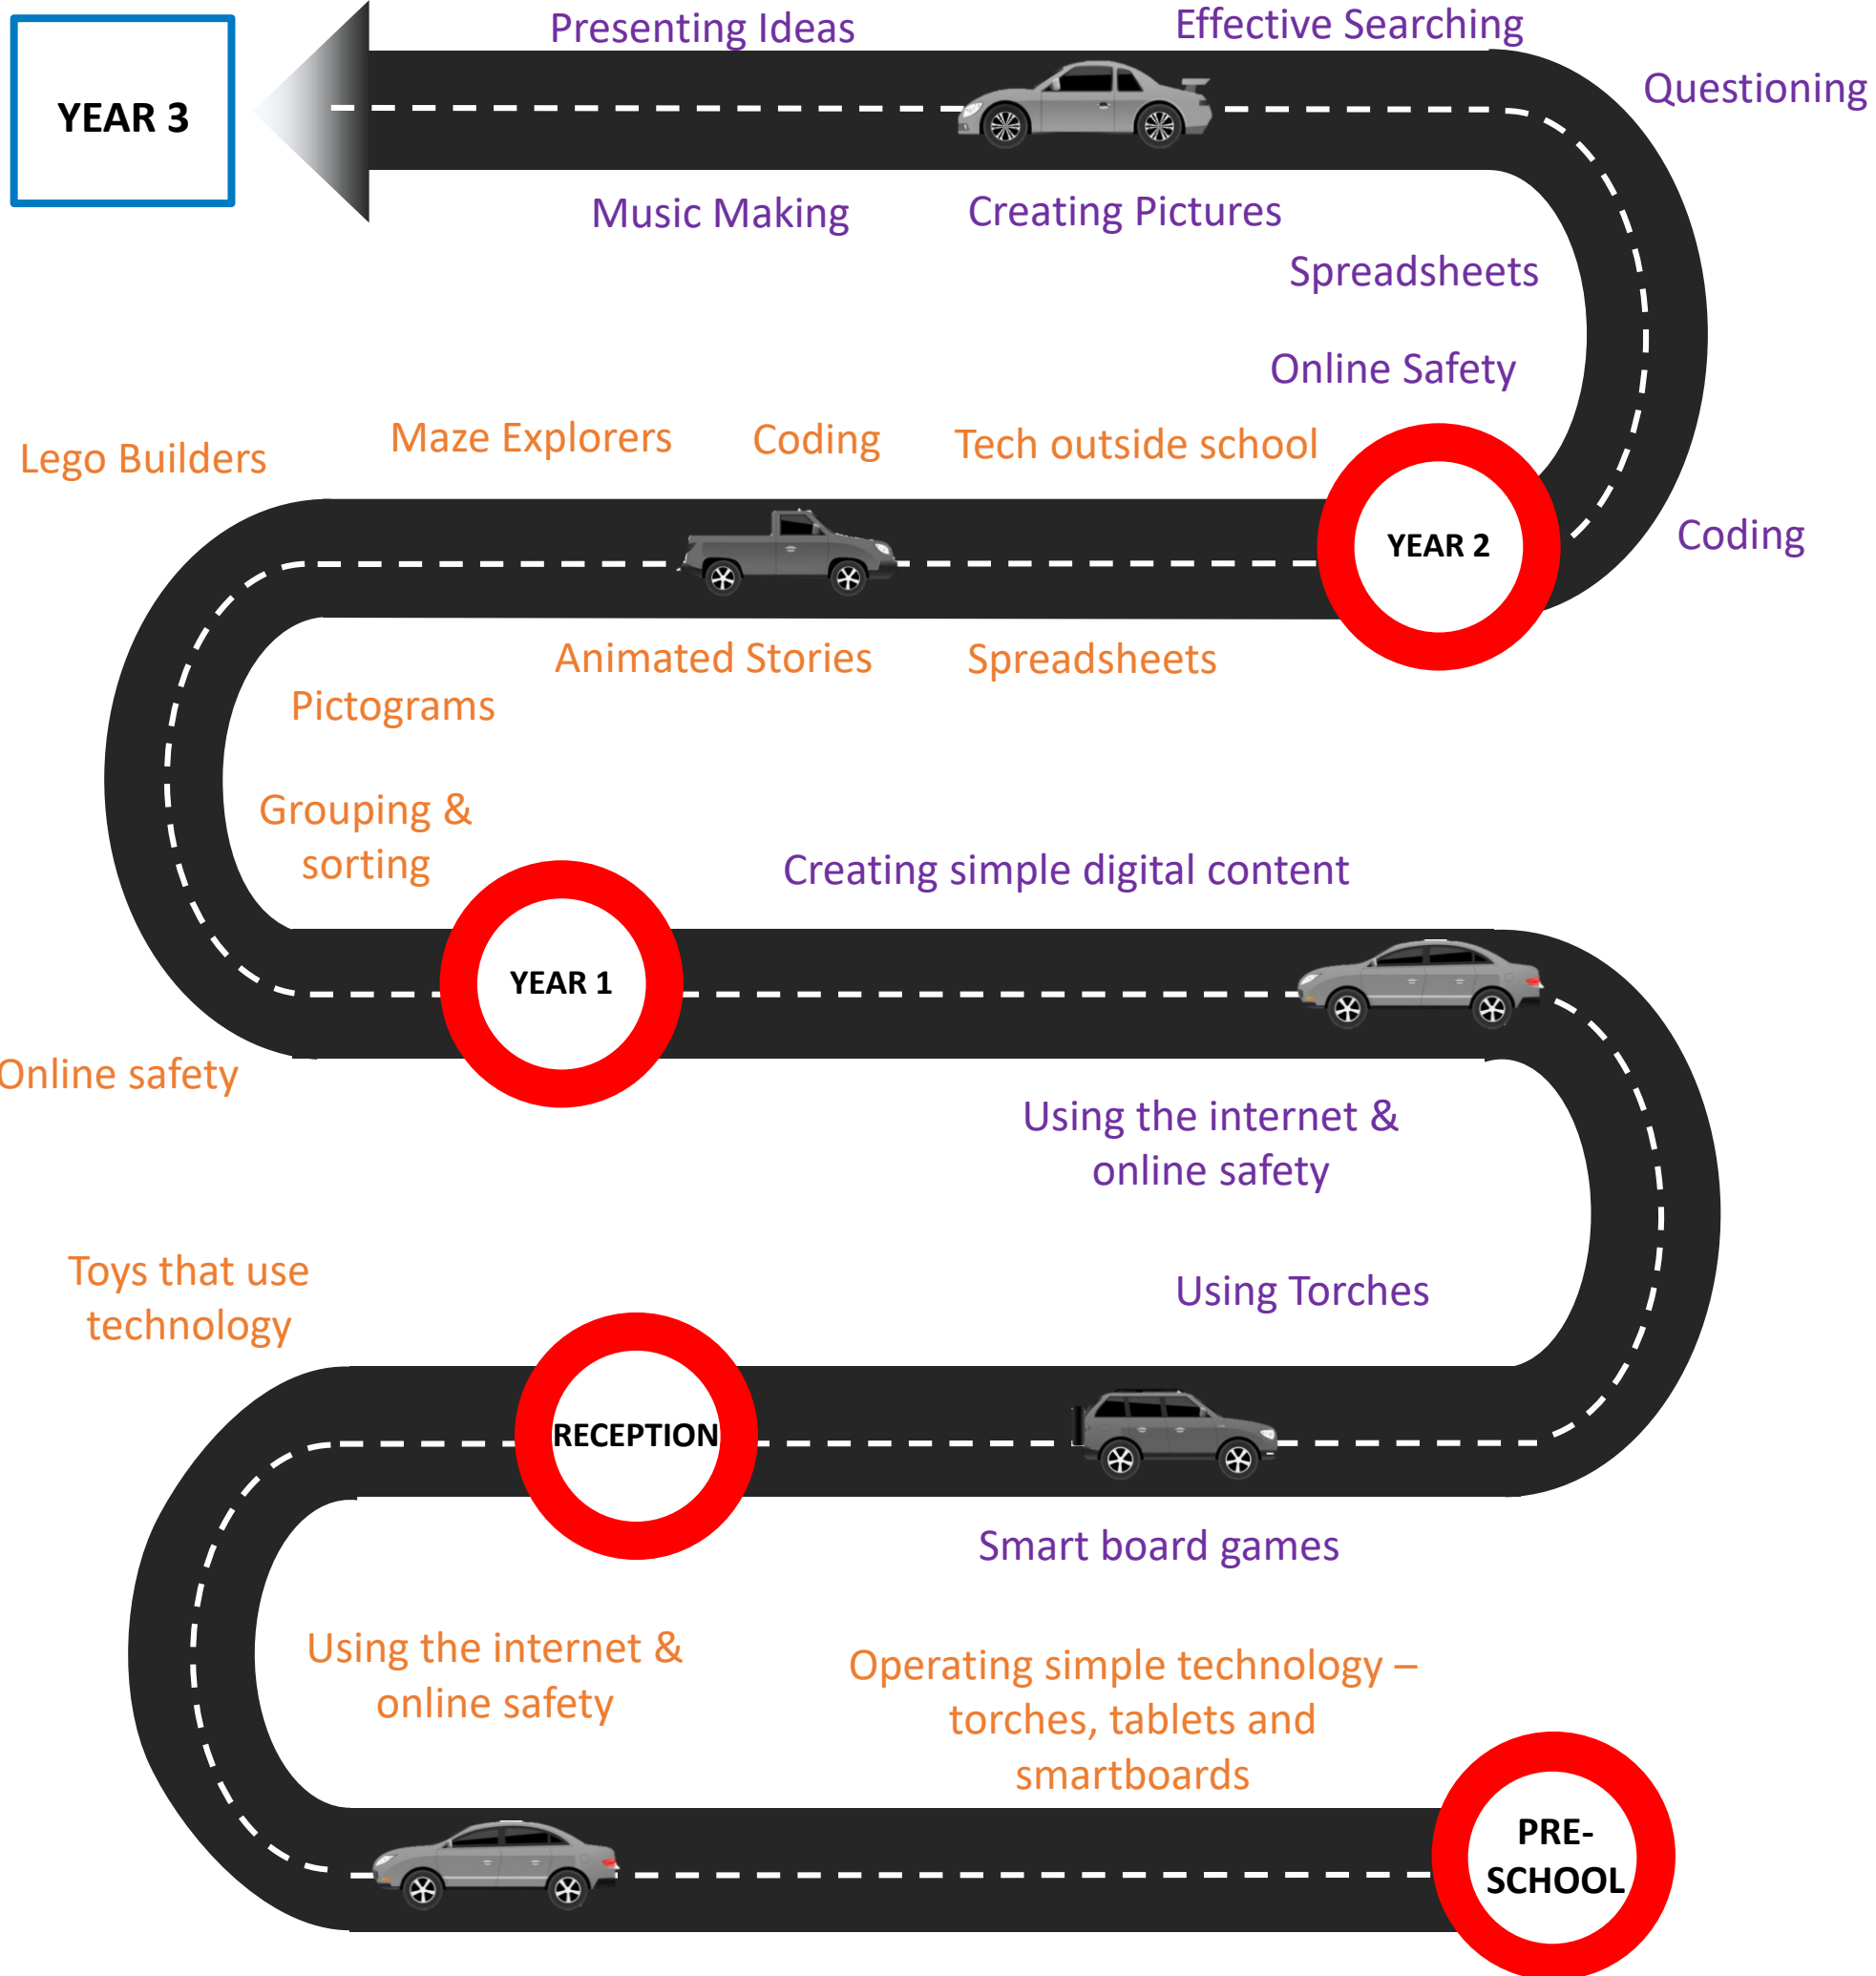 Presenting Ideas
Effective Searching
Questioning
YEAR 3
Music Making
Creating Pictures
Spreadsheets
Online Safety
Lego Builders
Maze Explorers
Coding
Tech outside school
YEAR 2
Coding
Animated Stories
Spreadsheets
Pictograms
Grouping &
sorting
Creating simple digital content
YEAR 1
Online safety
Using the internet &
online safety
Toys that use
technology
Using Torches
RECEPTION
Smart board games
Using the internet &
online safety
Operating simple technology –
torches, tablets and
smartboards
PRE-
SCHOOL